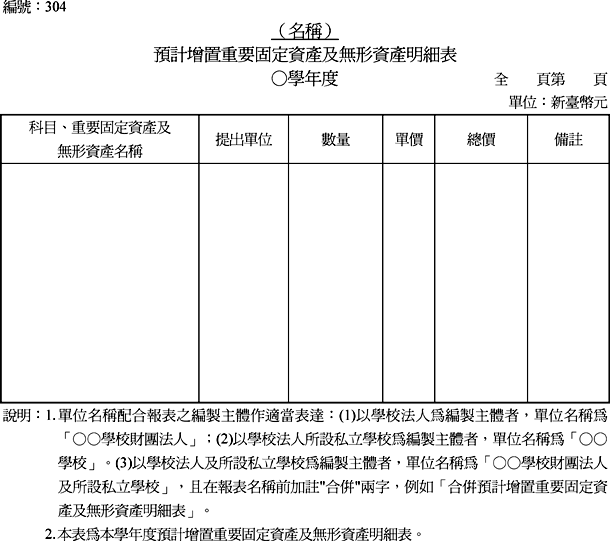 編號：304
（名稱）
預計增置重要固定資產及無形資產明細表
○學年度
全　　頁第　　頁
單位：新臺幣元
科目、重要固定資產及
無形資產名稱
提出單位
數量
單價
總價
備註
說明：1.單位名稱配合報表之編製主體作適當表達：(1)以學校法人為編製主體者，單位名稱為
「○○學校財團法人」；(2)以學校法人所設私立學校為編製主體者，單位名稱為「○○
學校」。(3)以學校法人及所設私立學校為編製主體者，單位名稱為「○○學校財團法人
及所設私立學校」，且在報表名稱前加註"合併"兩字，例如「合併預計增置重要固定資
產及無形資產明細表」。
2.本表為本學年度預計增置重要固定資產及無形資產明細表。